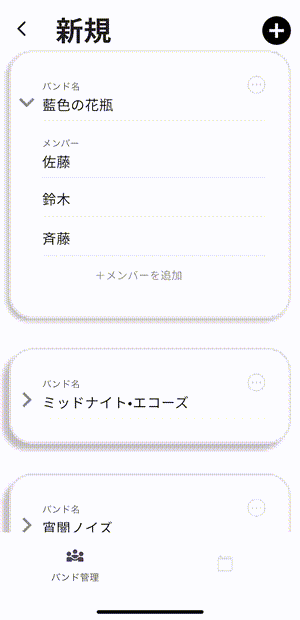 新規
バンド名
藍色の花瓶
メンバー
佐藤
鈴木
斉藤
＋メンバーを追加
バンド名
ミッドナイト・エコーズ
バンド名
宵闇ノイズ
バンド管理